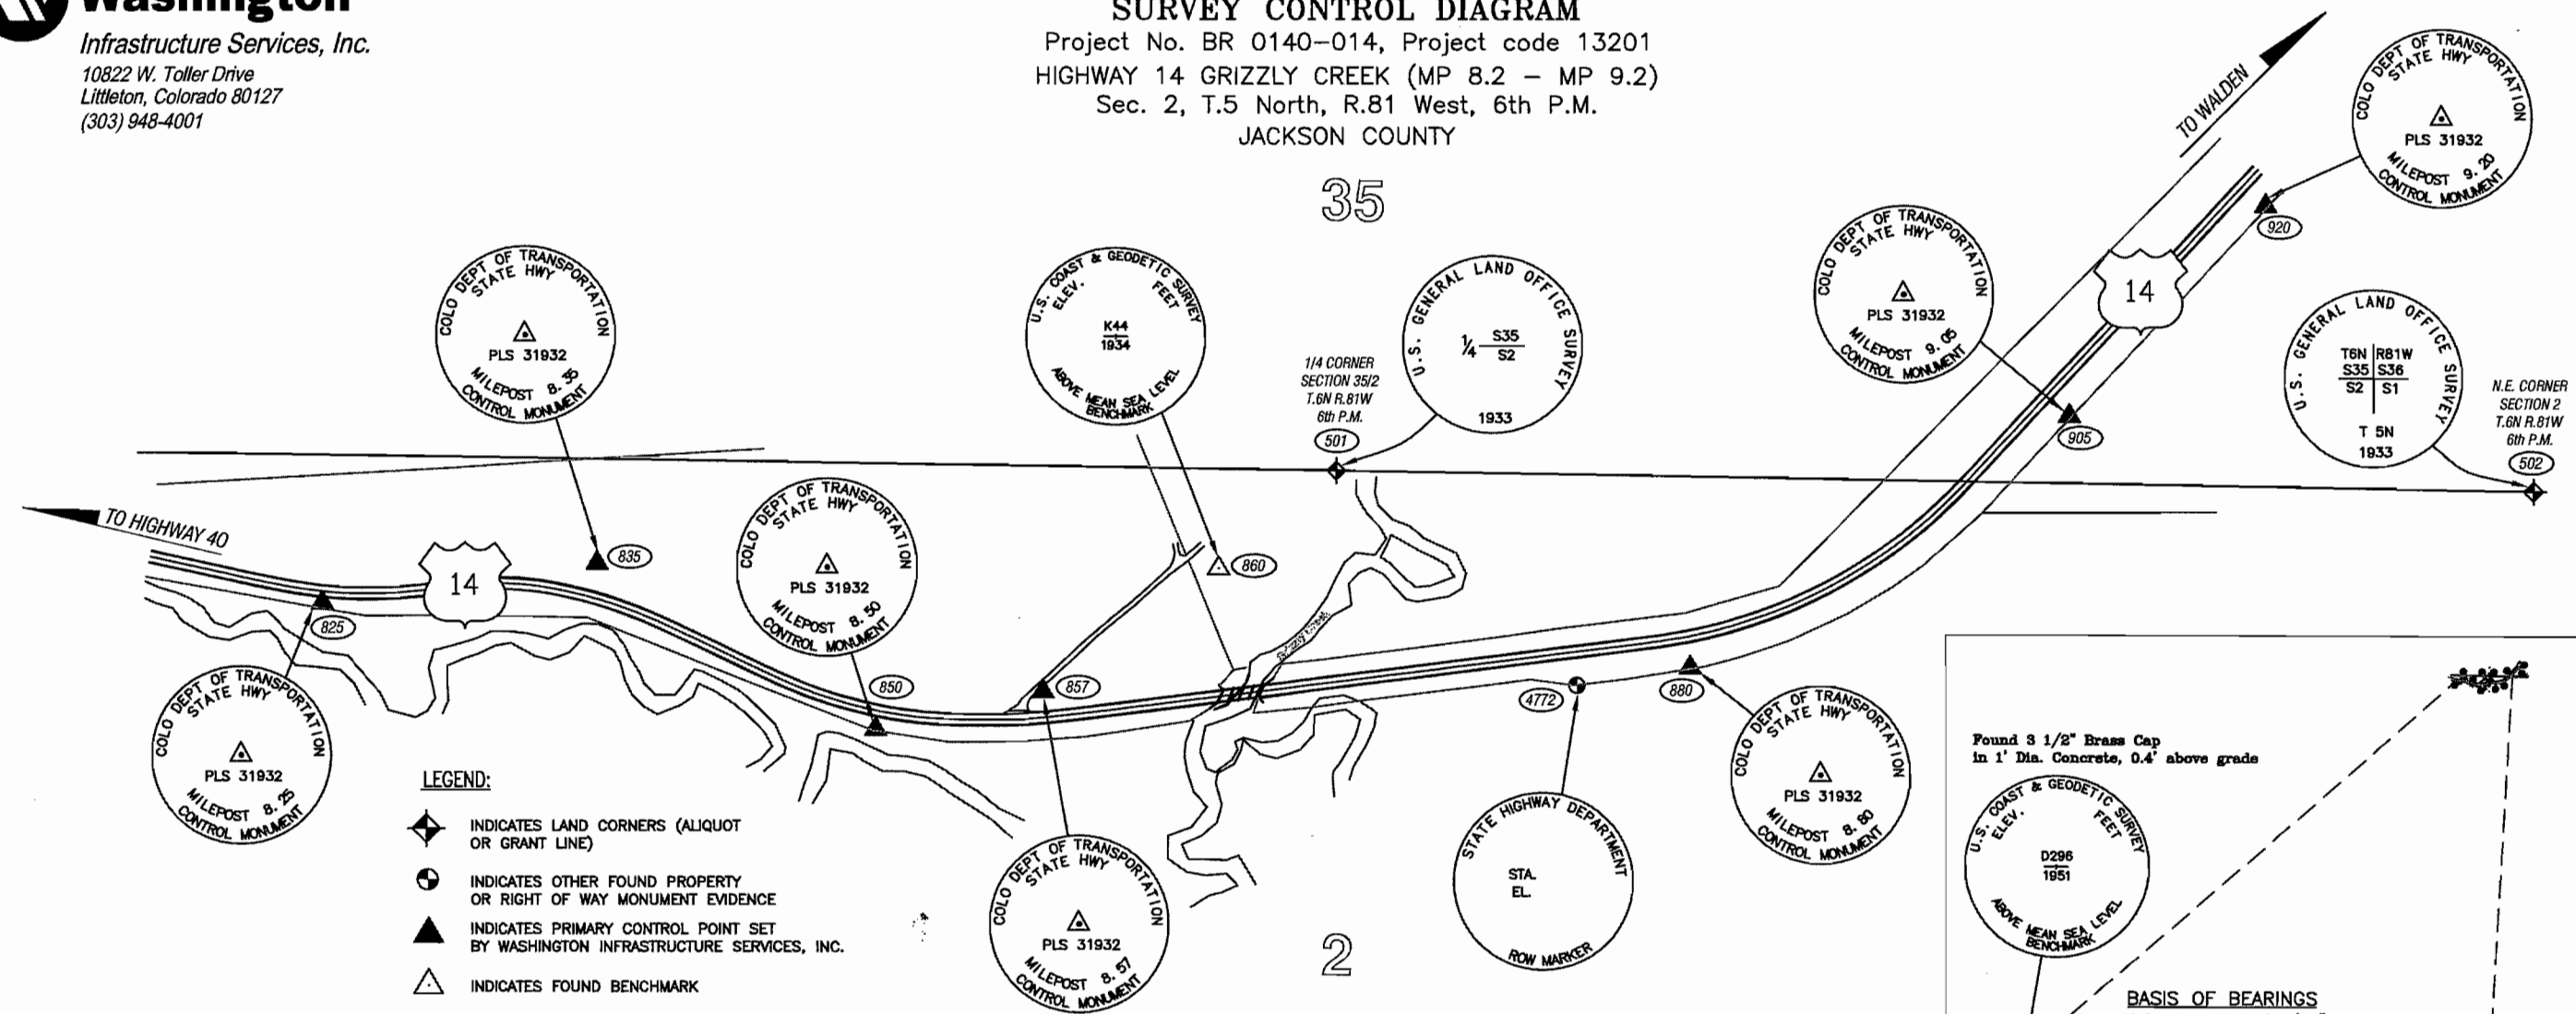 Washington
Infrastructure Services, Inc.
10822 W. Toller Drive
Littleton, Colorado 80127
(303) 948-4001
SURVEY CONTROL DIAGRAM
Project No. BR 0140-014, Project code 13201
HIGHWAY 14 GRIZZLY CREEK (MP 8.2 - MP 9.2)
Sec. 2, T.5 North, R.81 West, 6th P.M.
JACKSON COUNTY
35
TO WALDEN
COLO DEPT OF TRANSPORTATION
STATE HWY
PLS 31932
MILEPOST 9.20
CONTROL MONUMENT
920
COLO DEPT OF TRANSPORTATION
STATE HWY
PLS 31932
MILEPOST 8.35
CONTROL MONUMENT
835
U.S. COAST & GEODETIC SURVEY
ELEV. FEET
K44
1934
ABOVE MEAN SEA LEVEL
BENCHMARK
860
1/4 CORNER
SECTION 35/2
T.6N R.81W
6th P.M.
501
U.S. GENERAL LAND OFFICE SURVEY
1/4 S35
S2
1933
COLO DEPT OF TRANSPORTATION
STATE HWY
PLS 31932
MILEPOST 9.05
CONTROL MONUMENT
905
14
U.S. GENERAL LAND OFFICE SURVEY
T6N R81W
S35 S36
S2 S1
T 5N
1933
N.E. CORNER
SECTION 2
T.6N R.81W
6th P.M.
502
TO HIGHWAY 40
14
825
COLO DEPT OF TRANSPORTATION
STATE HWY
PLS 31932
MILEPOST 8.25
CONTROL MONUMENT
COLO DEPT OF TRANSPORTATION
STATE HWY
PLS 31932
MILEPOST 8.50
CONTROL MONUMENT
850
857
COLO DEPT OF TRANSPORTATION
STATE HWY
PLS 31932
MILEPOST 8.57
CONTROL MONUMENT
4772
STATE HIGHWAY DEPARTMENT
STA.
EL.
ROW MARKER
880
COLO DEPT OF TRANSPORTATION
STATE HWY
PLS 31932
MILEPOST 8.80
CONTROL MONUMENT
2
LEGEND:
INDICATES LAND CORNERS (ALIQUOT
OR GRANT LINE)
INDICATES OTHER FOUND PROPERTY
OR RIGHT OF WAY MONUMENT EVIDENCE
INDICATES PRIMARY CONTROL POINT SET
BY WASHINGTON INFRASTRUCTURE SERVICES, INC.
INDICATES FOUND BENCHMARK
Found 3 1/2" Brass Cap
in 1' Dia. Concrete, 0.4' above grade
U.S. COAST & GEODETIC SURVEY
ELEV. FEET
D296
1951
ABOVE MEAN SEA LEVEL
BENCHMARK
BASIS OF BEARINGS